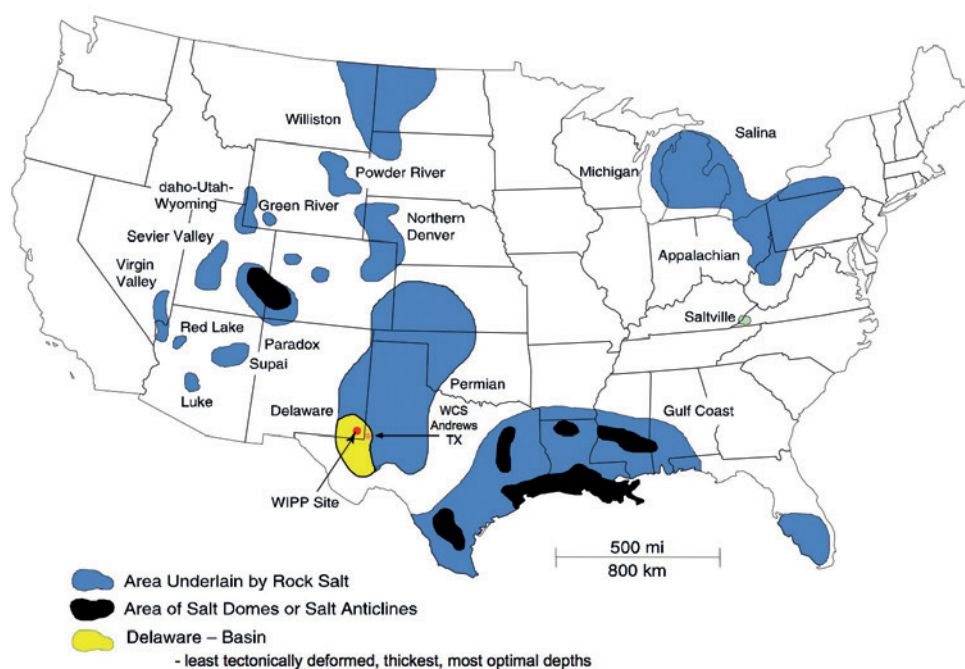 Williston
Salina
Michigan
Powder River
daho-Utah-
Wyoming
Green River
Northern
Denver
Sevier Valley
Appalachian
Virgin
Valley
Saltville
Red Lake
Paradox
Supai
Permian
Luke
Delaware
WCS
Andrews
TX
Gulf Coast
WIPP Site
500 mi
800 km
Area Underlain by Rock Salt
Area of Salt Domes or Salt Anticlines
Delaware – Basin
- least tectonically deformed, thickest, most optimal depths